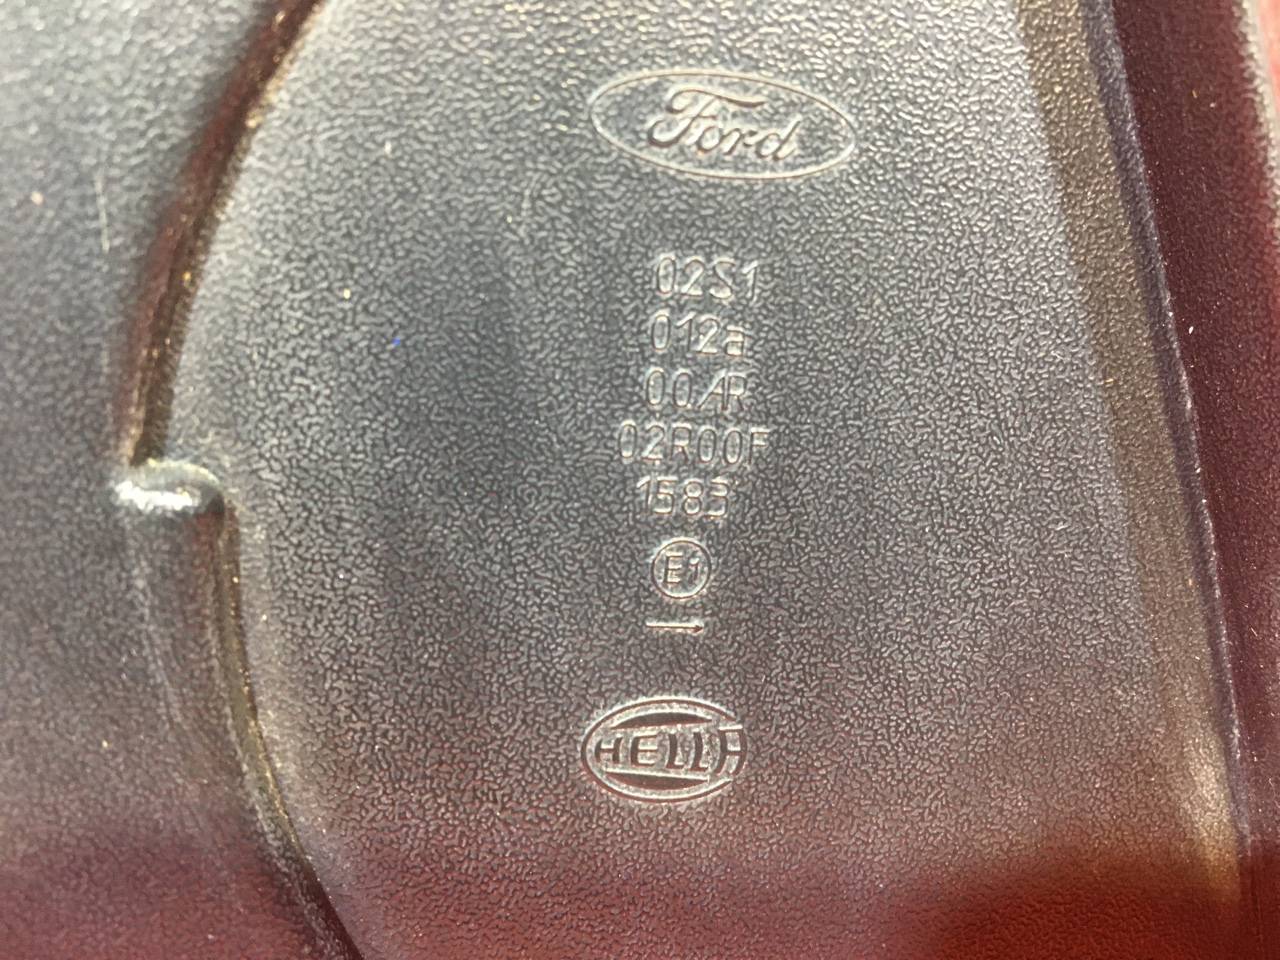 Ford
02S1
012a
00AR
02R00F
1583
E1
HELLA